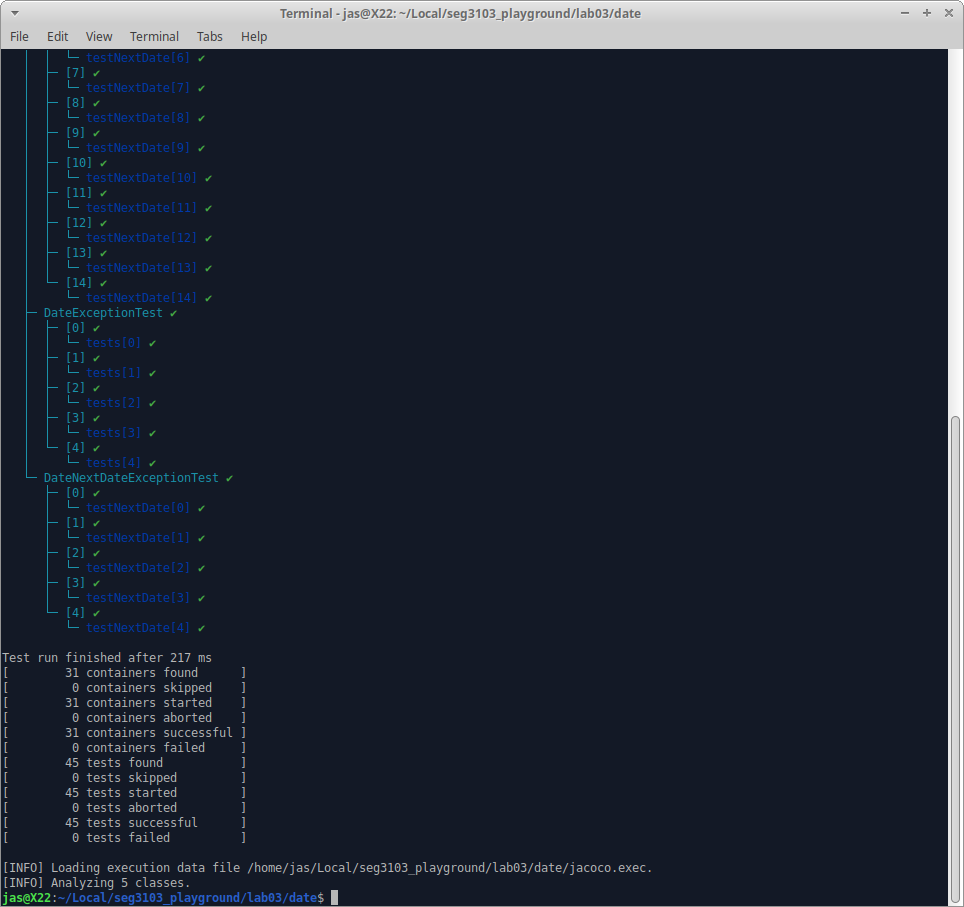 Terminal - jas@X22: ~/Local/seg3103_playground/lab03/date
File Edit View Terminal Tabs Help
│ │ └─ testNextDate[6] ✔
│ ├─ [7] ✔
│ │ └─ testNextDate[7] ✔
│ ├─ [8] ✔
│ │ └─ testNextDate[8] ✔
│ ├─ [9] ✔
│ │ └─ testNextDate[9] ✔
│ ├─ [10] ✔
│ │ └─ testNextDate[10] ✔
│ ├─ [11] ✔
│ │ └─ testNextDate[11] ✔
│ ├─ [12] ✔
│ │ └─ testNextDate[12] ✔
│ ├─ [13] ✔
│ │ └─ testNextDate[13] ✔
│ └─ [14] ✔
│ └─ testNextDate[14] ✔
├─ DateExceptionTest ✔
│ ├─ [0] ✔
│ │ └─ tests[0] ✔
│ ├─ [1] ✔
│ │ └─ tests[1] ✔
│ ├─ [2] ✔
│ │ └─ tests[2] ✔
│ ├─ [3] ✔
│ │ └─ tests[3] ✔
│ └─ [4] ✔
│ └─ tests[4] ✔
└─ DateNextDateExceptionTest ✔
├─ [0] ✔
│ └─ testNextDate[0] ✔
├─ [1] ✔
│ └─ testNextDate[1] ✔
├─ [2] ✔
│ └─ testNextDate[2] ✔
├─ [3] ✔
│ └─ testNextDate[3] ✔
└─ [4] ✔
└─ testNextDate[4] ✔
Test run finished after 217 ms
[ 31 containers found ]
[ 0 containers skipped ]
[ 31 containers started ]
[ 0 containers aborted ]
[ 31 containers successful ]
[ 0 containers failed ]
[ 45 tests found ]
[ 0 tests skipped ]
[ 45 tests started ]
[ 0 tests aborted ]
[ 45 tests successful ]
[ 0 tests failed ]
[INFO] Loading execution data file /home/jas/Local/seg3103_playground/lab03/date/jacoco.exec.
[INFO] Analyzing 5 classes.
jas@X22:~/Local/seg3103_playground/lab03/date$